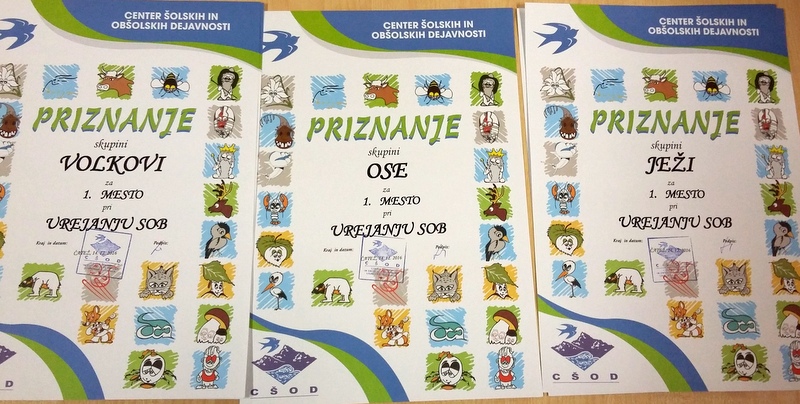 CENTER ŠOLSKIH IN
OBŠOLSKIH DEJAVNOSTI
PRIZNANJE
skupini
VOLKOVI
za
1. MESTO
pri
UREJANJU SOB
Kraj in datum:
Podpis:
CŠOD
CENTER ŠOLSKIH IN
OBŠOLSKIH DEJAVNOSTI
PRIZNANJE
skupini
OSE
za
1. MESTO
pri
UREJANJU SOB
Kraj in datum:
Podpis:
CŠOD
CENTER ŠOLSKIH IN
OBŠOLSKIH DEJAVNOSTI
PRIZNANJE
skupini
JEŽI
za
1. MESTO
pri
UREJANJU SOB
Kraj in datum:
Podpis:
CŠOD